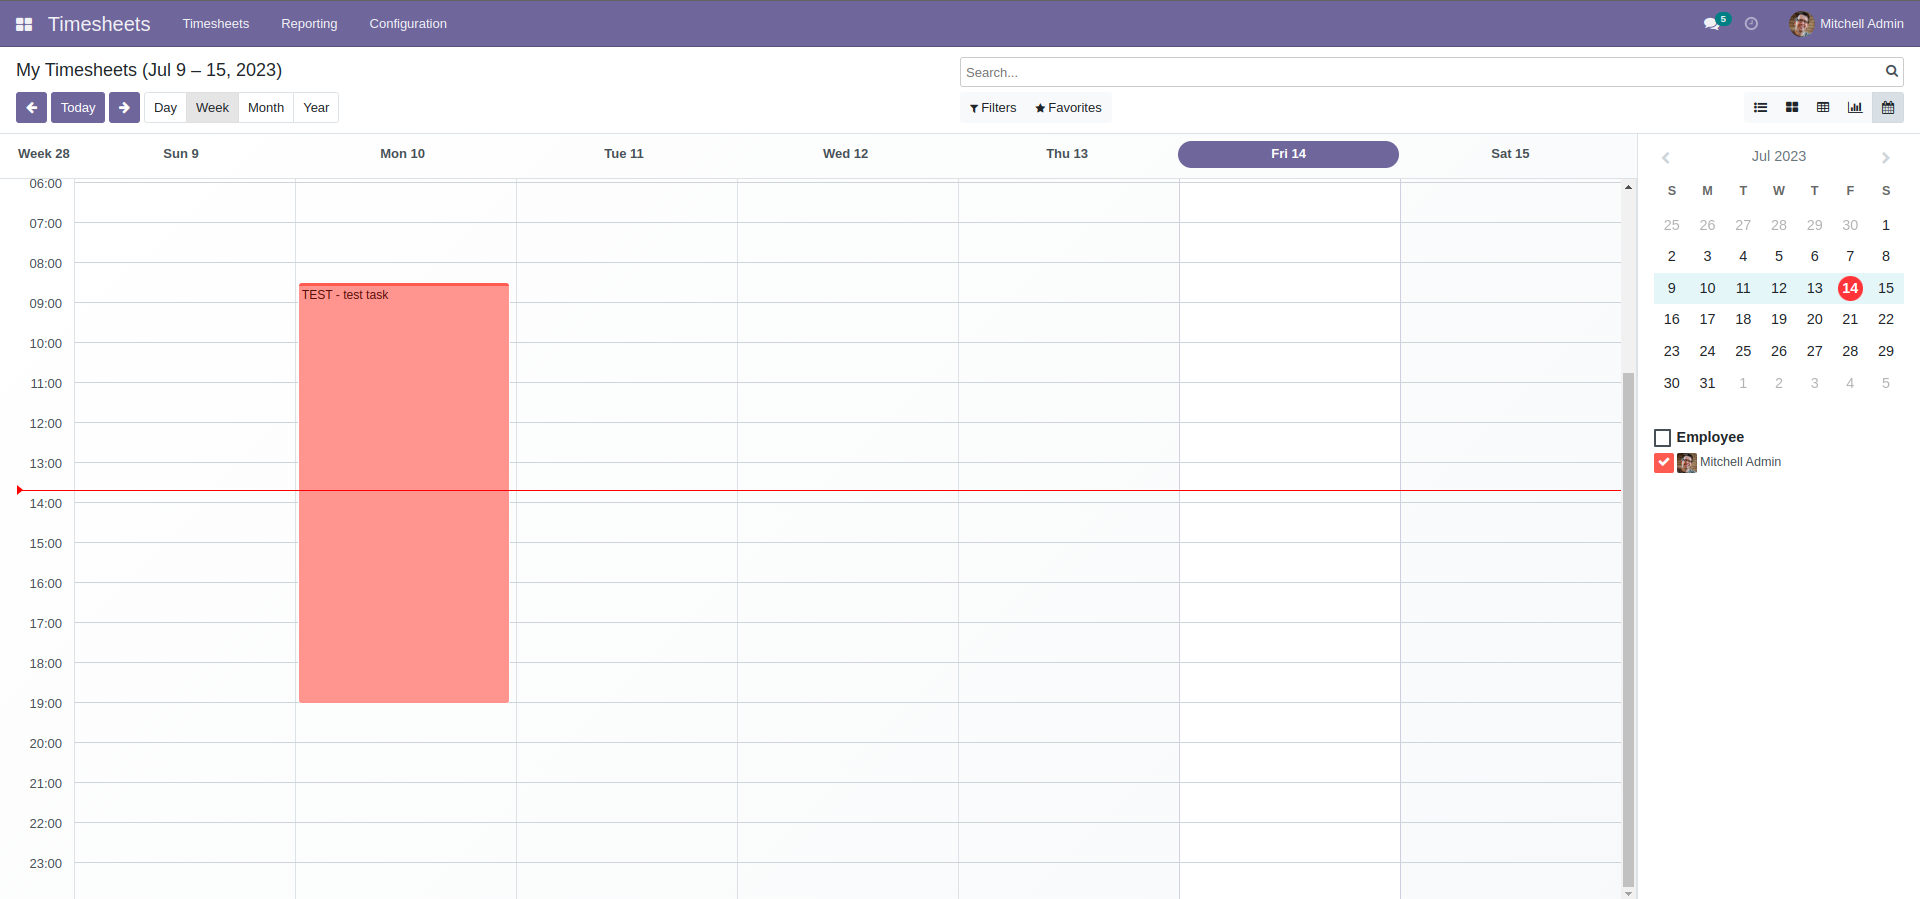 Timesheets Timesheets Reporting Configuration 5 Mitchell Admin
My Timesheets (Jul 9 – 15, 2023)
Search...
Today Day Week Month Year
Filters Favorites
Week 28 Sun 9 Mon 10 Tue 11 Wed 12 Thu 13 Fri 14 Sat 15
06:00
07:00
08:00
TEST - test task
09:00
10:00
11:00
12:00
13:00
14:00
15:00
16:00
17:00
18:00
19:00
20:00
21:00
22:00
23:00
Jul 2023
S M T W T F S
25 26 27 28 29 30 1
2 3 4 5 6 7 8
9 10 11 12 13 14 15
16 17 18 19 20 21 22
23 24 25 26 27 28 29
30 31 1 2 3 4 5
Employee
Mitchell Admin